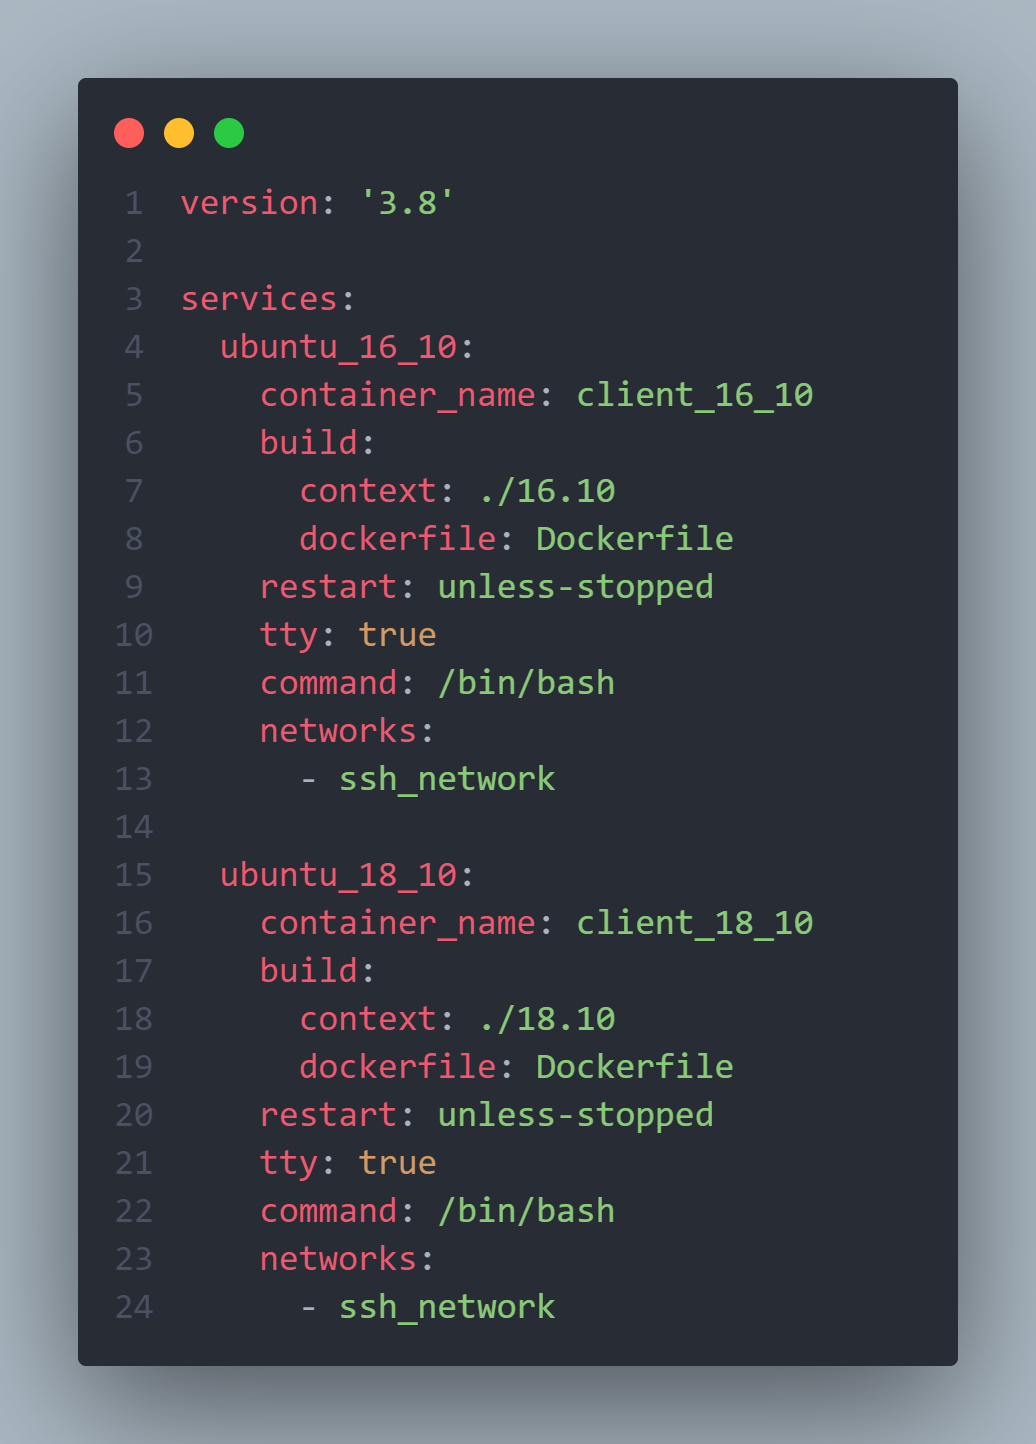 1 version: '3.8'
2
3 services:
4   ubuntu_16_10:
5     container_name: client_16_10
6     build:
7       context: ./16.10
8       dockerfile: Dockerfile
9     restart: unless-stopped
10     tty: true
11     command: /bin/bash
12     networks:
13       - ssh_network
14
15   ubuntu_18_10:
16     container_name: client_18_10
17     build:
18       context: ./18.10
19       dockerfile: Dockerfile
20     restart: unless-stopped
21     tty: true
22     command: /bin/bash
23     networks:
24       - ssh_network